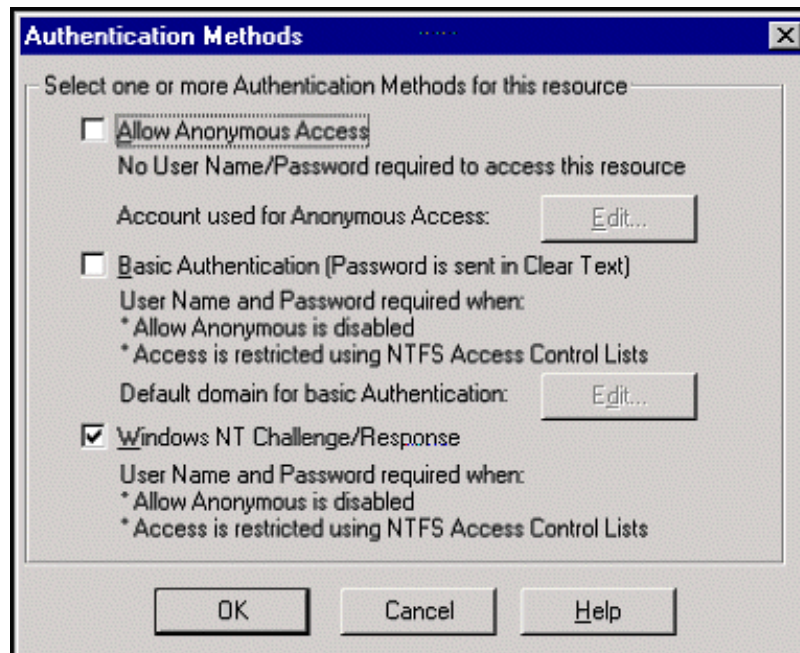 Authentication Methods
Select one or more Authentication Methods for this resource
Allow Anonymous Access
No User Name/Password required to access this resource
Account used for Anonymous Access: Edit...
Basic Authentication (Password is sent in Clear Text)
User Name and Password required when:
* Allow Anonymous is disabled
* Access is restricted using NTFS Access Control Lists
Default domain for basic Authentication: Edit...
Windows NT Challenge/Response
User Name and Password required when:
* Allow Anonymous is disabled
* Access is restricted using NTFS Access Control Lists
OK Cancel Help